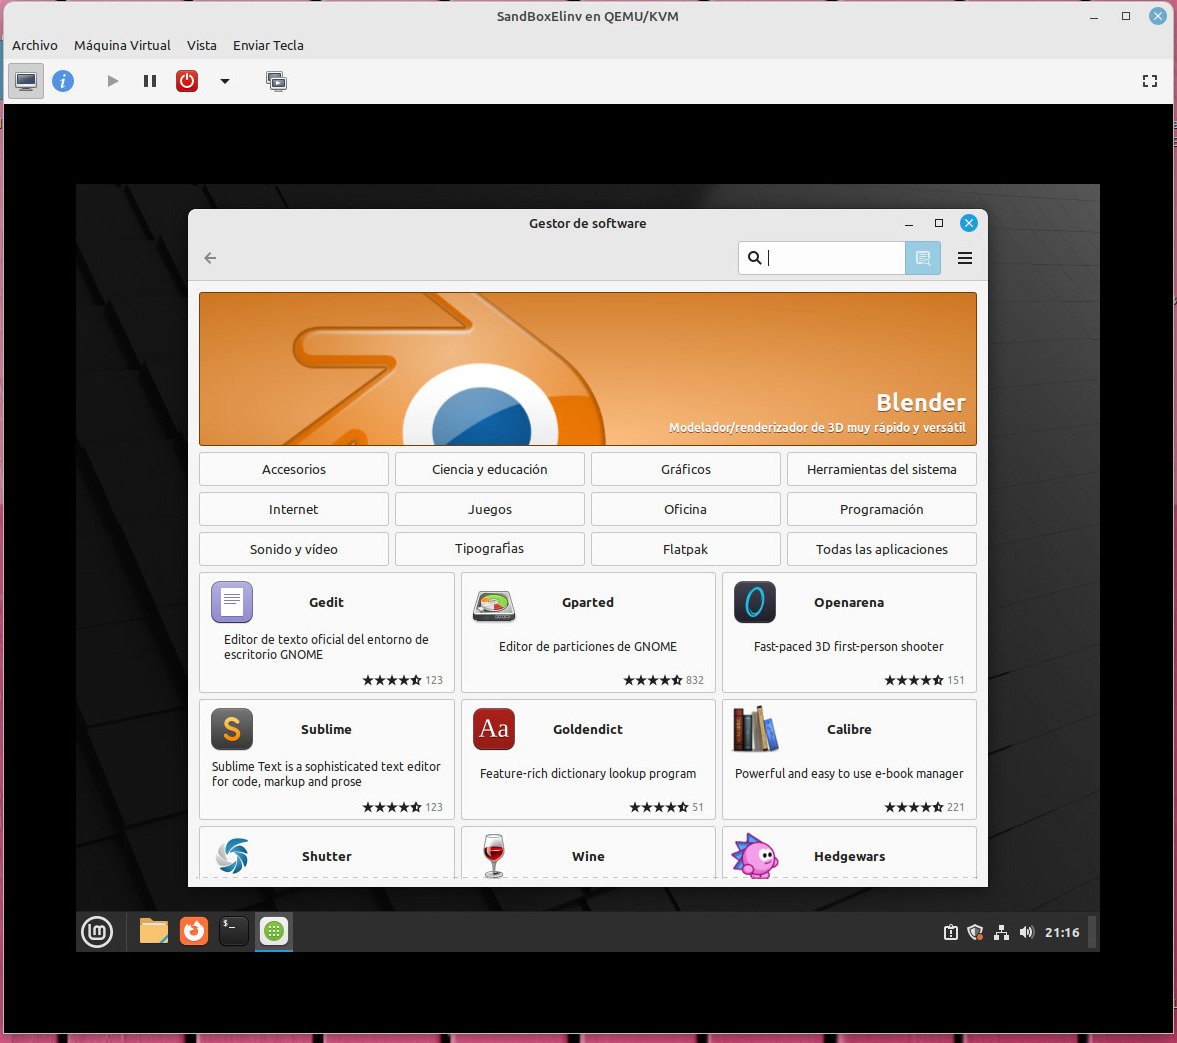 SandBoxElinv en QEMU/KVM
Archivo Máquina Virtual Vista Enviar Tecla
Gestor de software
Blender
Modelador/renderizador de 3D muy rápido y versátil
Accesorios Ciencia y educación Gráficos Herramientas del sistema
Internet Juegos Oficina Programación
Sonido y vídeo Tipografías Flatpak Todas las aplicaciones
Gedit
Editor de texto oficial del entorno de
escritorio GNOME
123
Gparted
Editor de particiones de GNOME
832
Openarena
Fast-paced 3D first-person shooter
151
S
Sublime
Sublime Text is a sophisticated text editor
for code, markup and prose
123
Aa
Goldendict
Feature-rich dictionary lookup program
51
Calibre
Powerful and easy to use e-book manager
221
Shutter
Wine
Hedgewars
$_
21:16